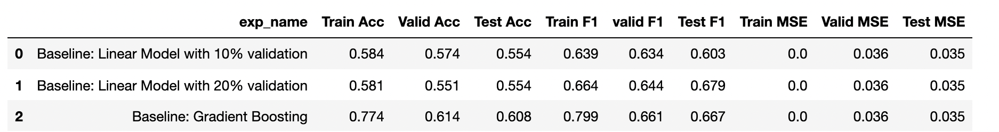 exp_name Train Acc Valid Acc Test Acc Train F1 valid F1 Test F1 Train MSE Valid MSE Test MSE
0 Baseline: Linear Model with 10% validation 0.584 0.574 0.554 0.639 0.634 0.603 0.0 0.036 0.035
1 Baseline: Linear Model with 20% validation 0.581 0.551 0.554 0.664 0.644 0.679 0.0 0.036 0.035
2 Baseline: Gradient Boosting 0.774 0.614 0.608 0.799 0.661 0.667 0.0 0.036 0.035